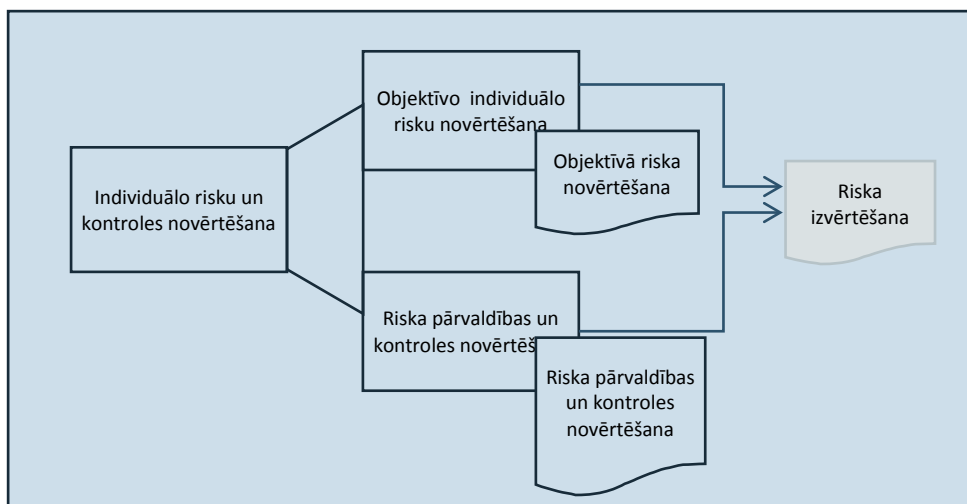 Objektīvo individuālo
risku novērtēšana
Objektīvā riska
novērtēšana
Individuālo risku un
kontroles novērtēšana
Riska
izvērtēšana
Riska pārvaldības un
kontroles novērtēš
Riska pārvaldības
un kontroles
novērtēšana